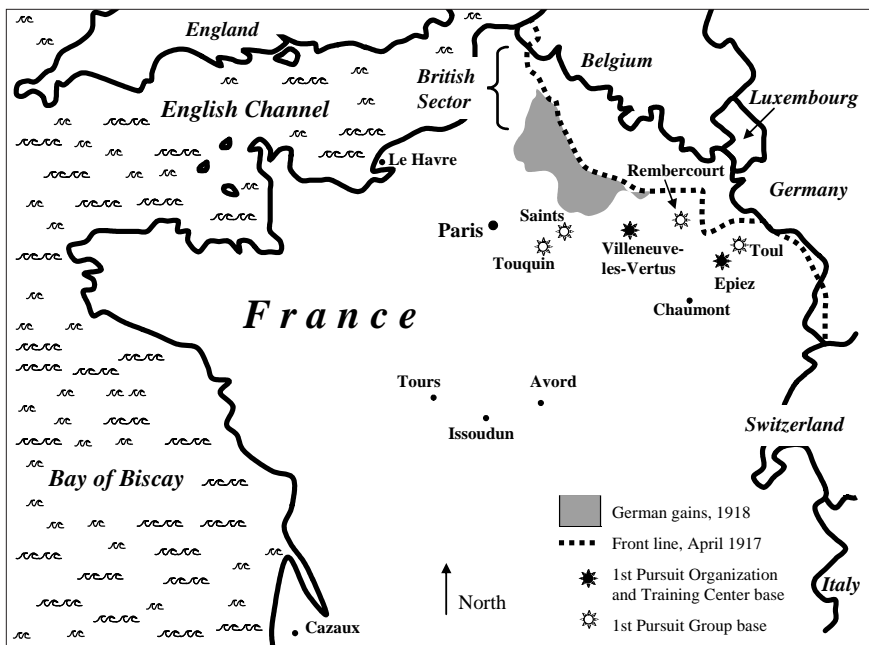 England
Belgium
British
Sector
English Channel
Luxembourg
Le Havre
Rembercourt
Germany
Paris
Saints
Touquin
Villeneuve-
les-Vertus
Toul
Epiez
Chaumont
France
Tours
Avord
Issoudun
Switzerland
Bay of Biscay
German gains, 1918
Front line, April 1917
1st Pursuit Organization
and Training Center base
Italy
North
1st Pursuit Group base
Cazaux